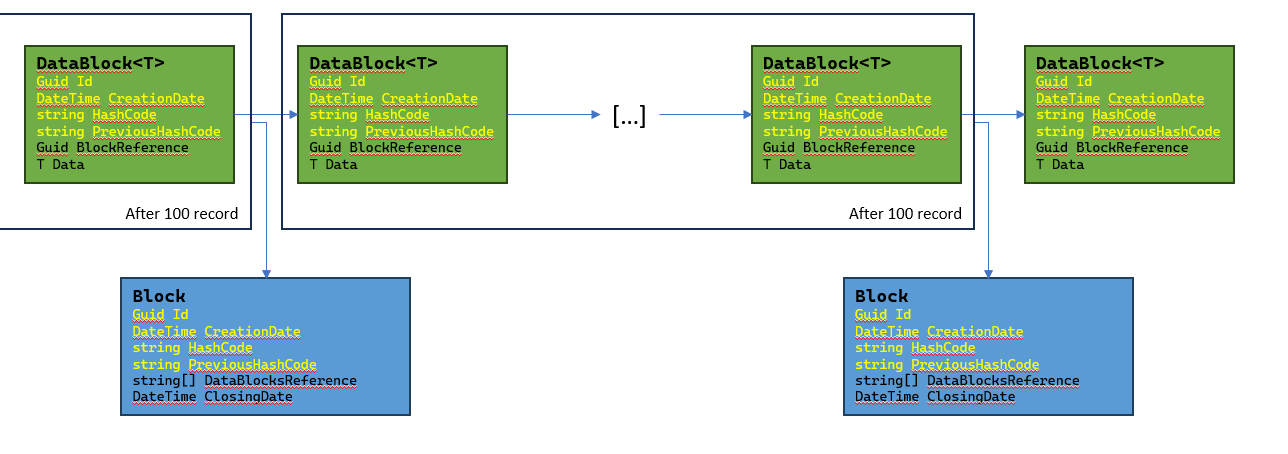 DataBlock<T>
Guid Id
DateTime CreationDate
string HashCode
string PreviousHashCode
Guid BlockReference
T Data
After 100 record
DataBlock<T>
Guid Id
DateTime CreationDate
string HashCode
string PreviousHashCode
Guid BlockReference
T Data
[…]
DataBlock<T>
Guid Id
DateTime CreationDate
string HashCode
string PreviousHashCode
Guid BlockReference
T Data
After 100 record
DataBlock<T>
Guid Id
DateTime CreationDate
string HashCode
string PreviousHashCode
Guid BlockReference
T Data
Block
Guid Id
DateTime CreationDate
string HashCode
string PreviousHashCode
string[] DataBlocksReference
DateTime ClosingDate
Block
Guid Id
DateTime CreationDate
string HashCode
string PreviousHashCode
string[] DataBlocksReference
DateTime ClosingDate